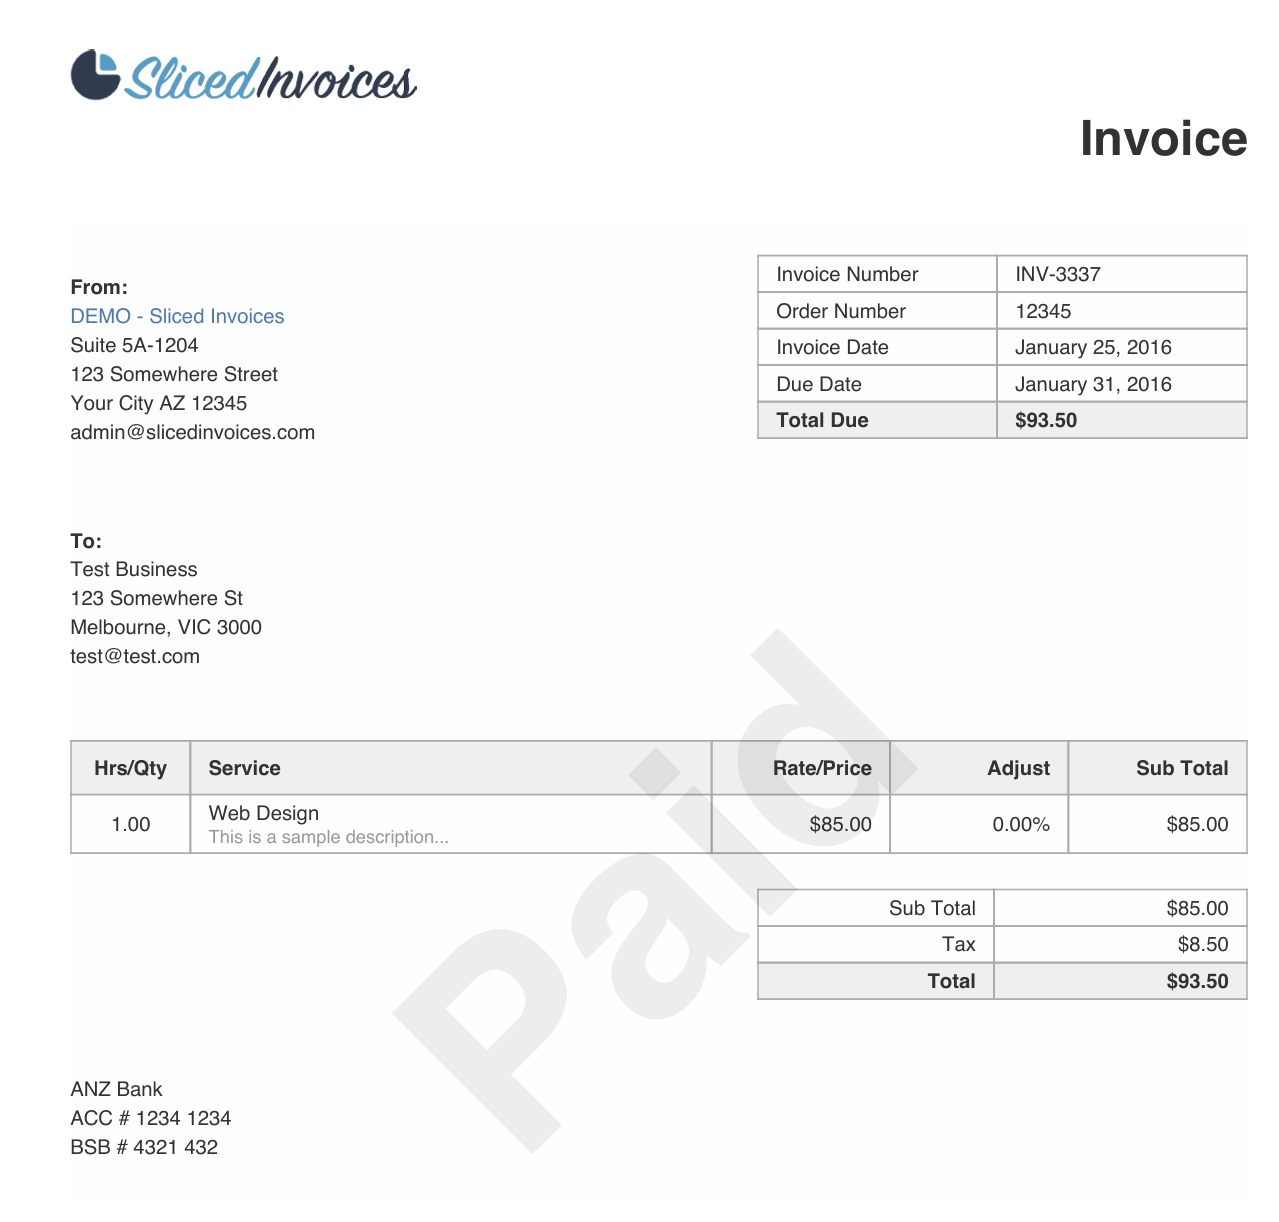 SlicedInvoices
Invoice
From:
DEMO - Sliced Invoices
Suite 5A-1204
123 Somewhere Street
Your City AZ 12345
admin@slicedinvoices.com
Invoice Number INV-3337
Order Number 12345
Invoice Date January 25, 2016
Due Date January 31, 2016
Total Due $93.50
To:
Test Business
123 Somewhere St
Melbourne, VIC 3000
test@test.com
Hrs/Qty Service Rate/Price Adjust Sub Total
1.00 Web Design $85.00 0.00% $85.00
This is a sample description...
Sub Total $85.00
Tax $8.50
Total $93.50
Paid
ANZ Bank
ACC # 1234 1234
BSB # 4321 432